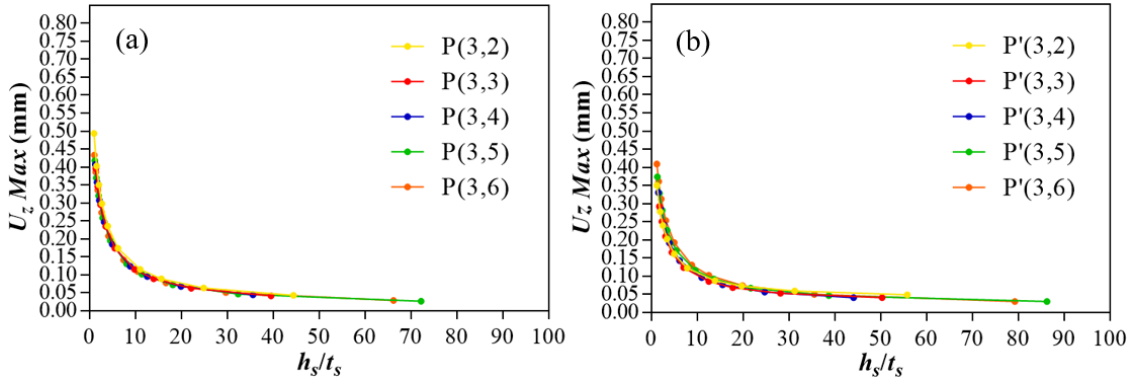 (a)
U_z Max (mm)
0.80
0.75
0.70
0.65
0.60
0.55
0.50
0.45
0.40
0.35
0.30
0.25
0.20
0.15
0.10
0.05
0.00
P(3,2)
P(3,3)
P(3,4)
P(3,5)
P(3,6)
0 10 20 30 40 50 60 70 80 90 100
h_s/t_s
(b)
Uz Max (mm)
0.80
0.75
0.70
0.65
0.60
0.55
0.50
0.45
0.40
0.35
0.30
0.25
0.20
0.15
0.10
0.05
0.00
P'(3,2)
P'(3,3)
P'(3,4)
P'(3,5)
P'(3,6)
0 10 20 30 40 50 60 70 80 90 100
h_s/t_s